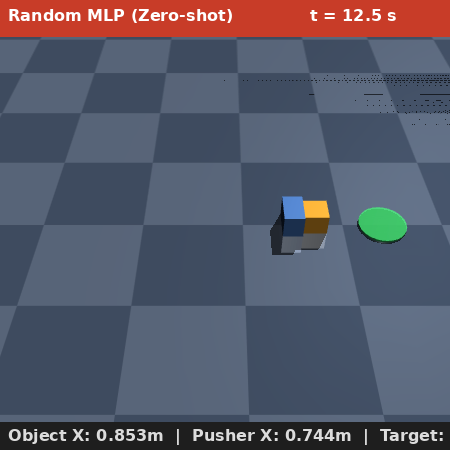 Random MLP (Zero-shot) t = 12.5 s
Object X: 0.853m | Pusher X: 0.744m | Target: